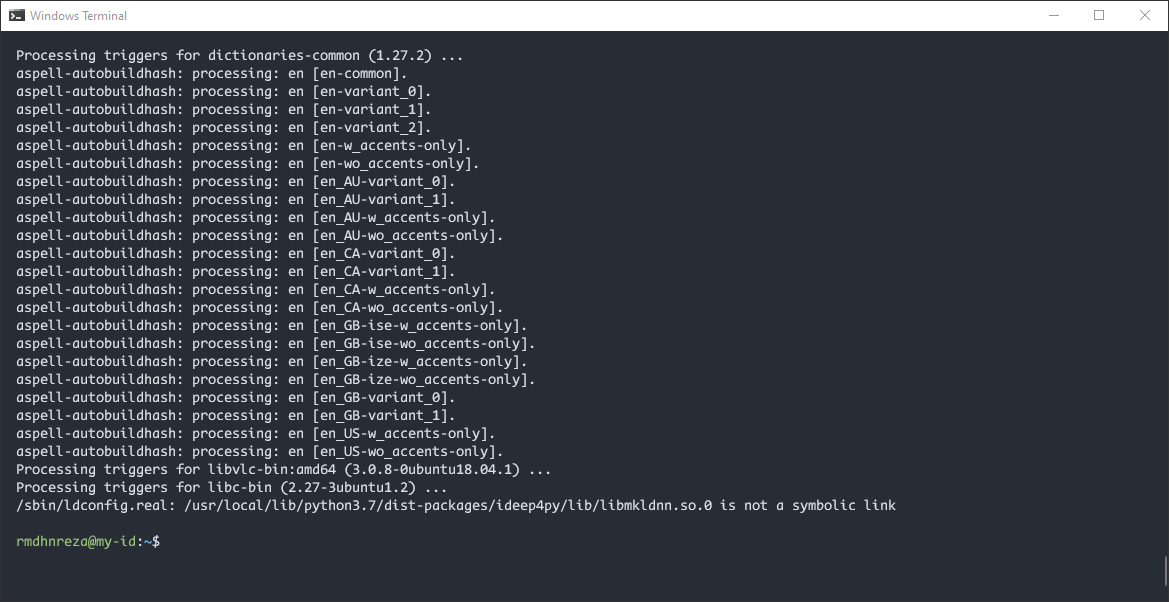 Windows Terminal
Processing triggers for dictionaries-common (1.27.2) ...
aspell-autobuildhash: processing: en [en-common].
aspell-autobuildhash: processing: en [en-variant_0].
aspell-autobuildhash: processing: en [en-variant_1].
aspell-autobuildhash: processing: en [en-variant_2].
aspell-autobuildhash: processing: en [en-w_accents-only].
aspell-autobuildhash: processing: en [en-wo_accents-only].
aspell-autobuildhash: processing: en [en_AU-variant_0].
aspell-autobuildhash: processing: en [en_AU-variant_1].
aspell-autobuildhash: processing: en [en_AU-w_accents-only].
aspell-autobuildhash: processing: en [en_AU-wo_accents-only].
aspell-autobuildhash: processing: en [en_CA-variant_0].
aspell-autobuildhash: processing: en [en_CA-variant_1].
aspell-autobuildhash: processing: en [en_CA-w_accents-only].
aspell-autobuildhash: processing: en [en_CA-wo_accents-only].
aspell-autobuildhash: processing: en [en_GB-ise-w_accents-only].
aspell-autobuildhash: processing: en [en_GB-ise-wo_accents-only].
aspell-autobuildhash: processing: en [en_GB-ize-w_accents-only].
aspell-autobuildhash: processing: en [en_GB-ize-wo_accents-only].
aspell-autobuildhash: processing: en [en_GB-variant_0].
aspell-autobuildhash: processing: en [en_GB-variant_1].
aspell-autobuildhash: processing: en [en_US-w_accents-only].
aspell-autobuildhash: processing: en [en_US-wo_accents-only].
Processing triggers for libvlc-bin:amd64 (3.0.8-0ubuntu18.04.1) ...
Processing triggers for libc-bin (2.27-3ubuntu1.2) ...
/sbin/ldconfig.real: /usr/local/lib/python3.7/dist-packages/ideep4py/lib/libmkldnn.so.0 is not a symbolic link
rmdhnreza@my-id:~$